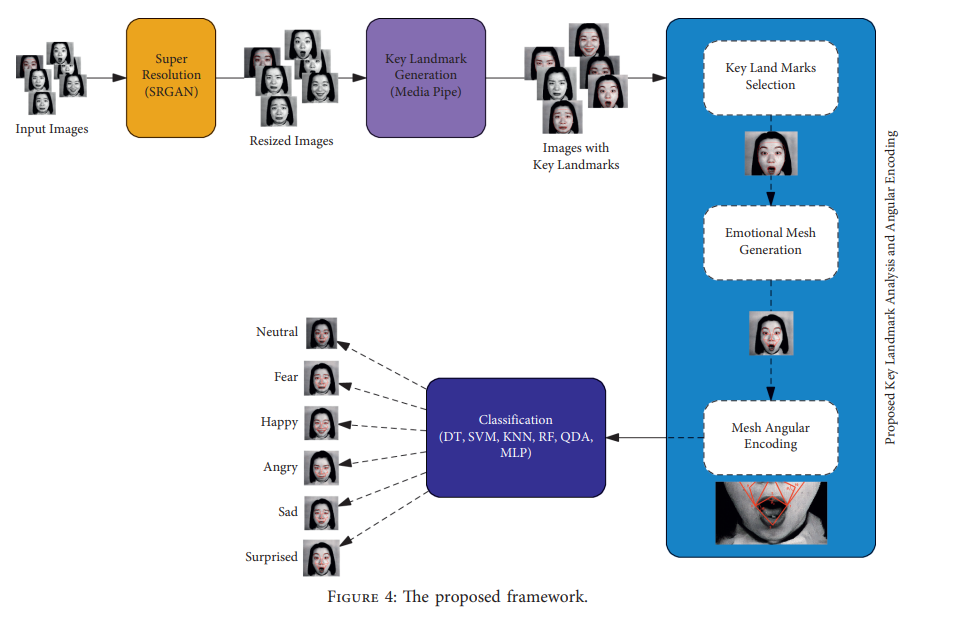 Input Images
Super
Resolution
(SRGAN)
Resized Images
Key Landmark
Generation
(Media Pipe)
Images with
Key Landmarks
Key Land Marks
Selection
Emotional Mesh
Generation
Mesh Angular
Encoding
Proposed Key Landmark Analysis and Angular Encoding
Classification
(DT, SVM, KNN, RF, QDA,
MLP)
Neutral
Fear
Happy
Angry
Sad
Surprised
Figure 4: The proposed framework.